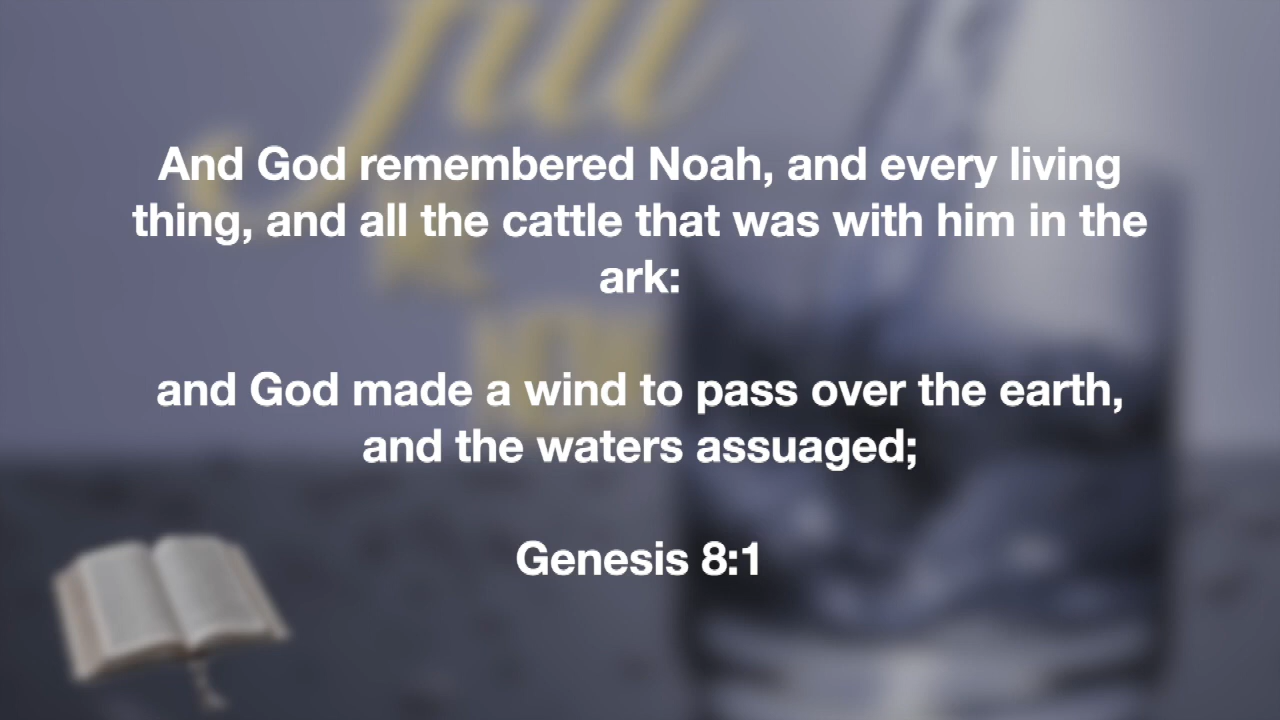 fill
And God remembered Noah, and every living
thing, and all the cattle that was with him in the
ark:
and God made a wind to pass over the earth,
and the waters assuaged;
Genesis 8:1